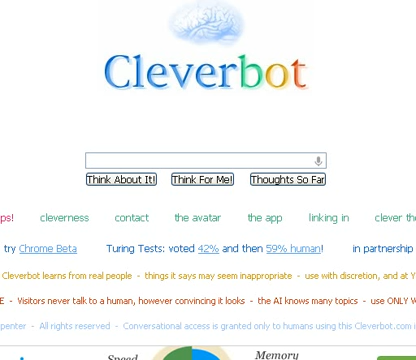 Cleverbot
Think About It! Think For Me! Thoughts So Far
ps! cleverness contact the avatar the app linking in clever th
try Chrome Beta Turing Tests: voted 42% and then 59% human! in partnership
Cleverbot learns from real people - things it says may seem inappropriate - use with discretion, and at Y
E - Visitors never talk to a human, however convincing it looks - the AI knows many topics - use ONLY W
penter - All rights reserved - Conversational access is granted only to humans using this Cleverbot.com i
Speed Memory